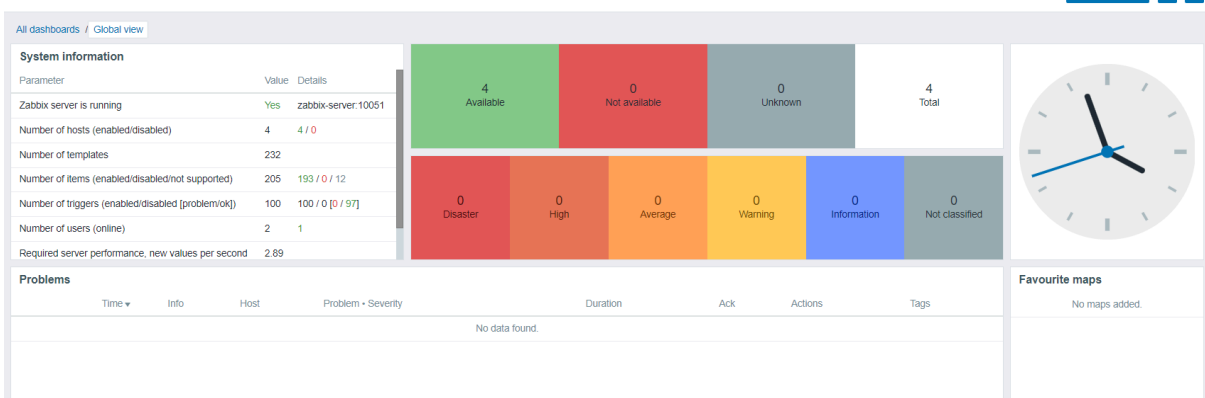 All dashboards / Global view
System information
Parameter Value Details
Zabbix server is running Yes zabbix-server:10051
Number of hosts (enabled/disabled) 4 4 / 0
Number of templates 232
Number of items (enabled/disabled/not supported) 205 193 / 0 / 12
Number of triggers (enabled/disabled [problem/ok]) 100 100 / 0 [0 / 97]
Number of users (online) 2 1
Required server performance, new values per second 2.89
4 0 0 4
Available Not available Unknown Total
0 0 0 0 0 0
Disaster High Average Warning Information Not classified
Problems
Time ▼ Info Host Problem • Severity Duration Ack Actions Tags
No data found.
Favourite maps
No maps added.